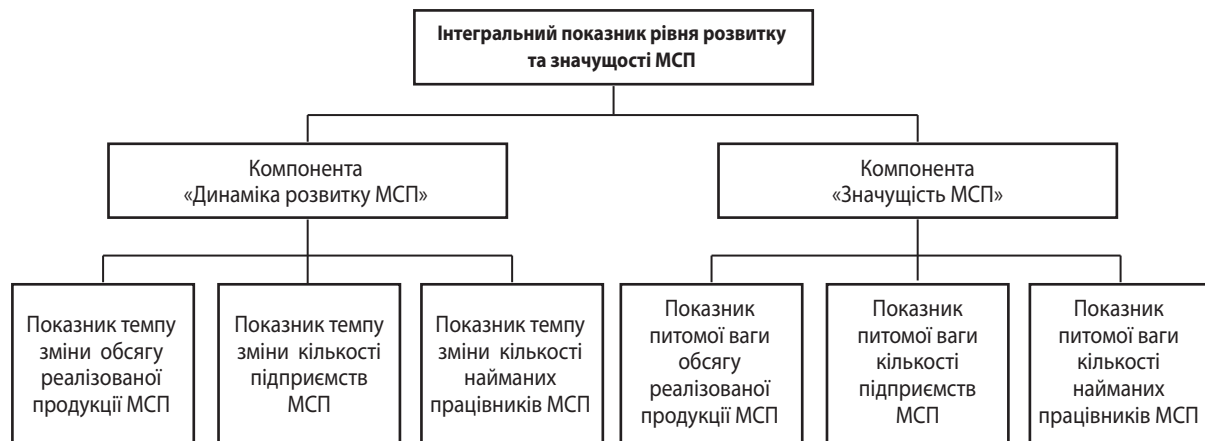 Інтегральний показник рівня розвитку
та значущості МСП
Компонента
«Динаміка розвитку МСП»
Компонента
«Значущість МСП»
Показник темпу
зміни обсягу
реалізованої
продукції МСП
Показник темпу
зміни кількості
підприємств
МСП
Показник темпу
зміни кількості
найманих
працівників МСП
Показник
питомої ваги
обсягу
реалізованої
продукції МСП
Показник
питомої ваги
кількості
підприємств
МСП
Показник
питомої ваги
кількості
найманих
працівників МСП